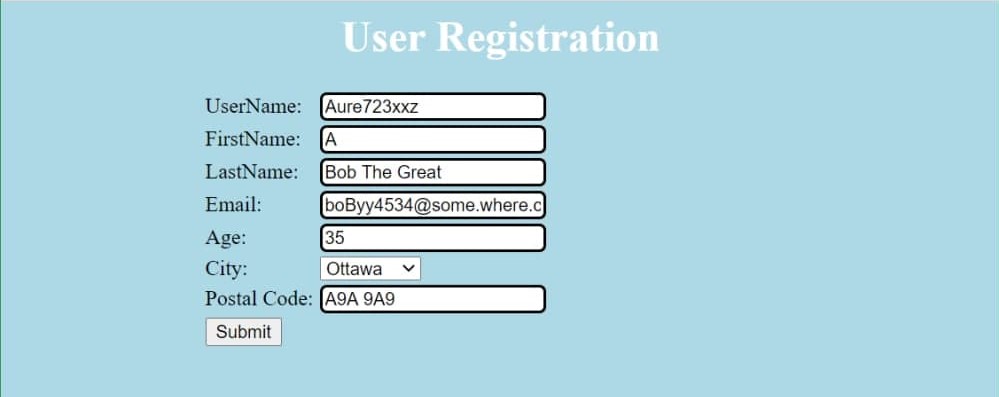 User Registration
UserName: Aure723xxz
FirstName: A
LastName: Bob The Great
Email: boByy4534@some.where.c
Age: 35
City: Ottawa
Postal Code: A9A 9A9
Submit